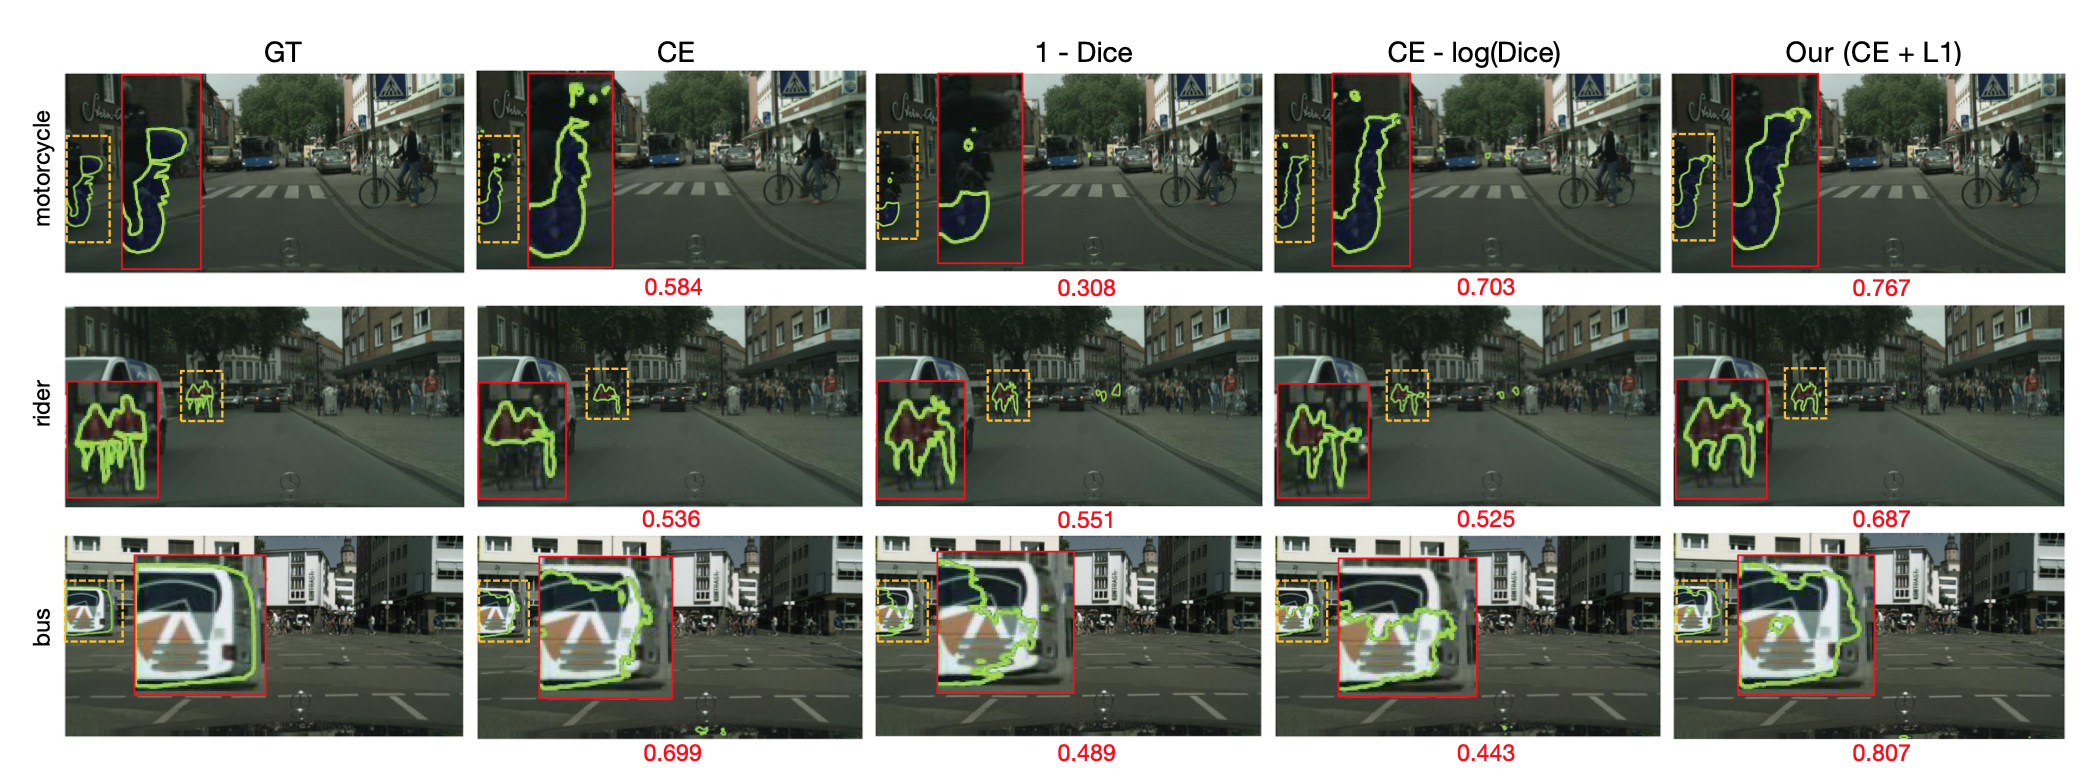 GT CE 1 - Dice CE - log(Dice) Our (CE + L1)
motorcycle
0.584 0.308 0.703 0.767
rider
0.536 0.551 0.525 0.687
bus
0.699 0.489 0.443 0.807